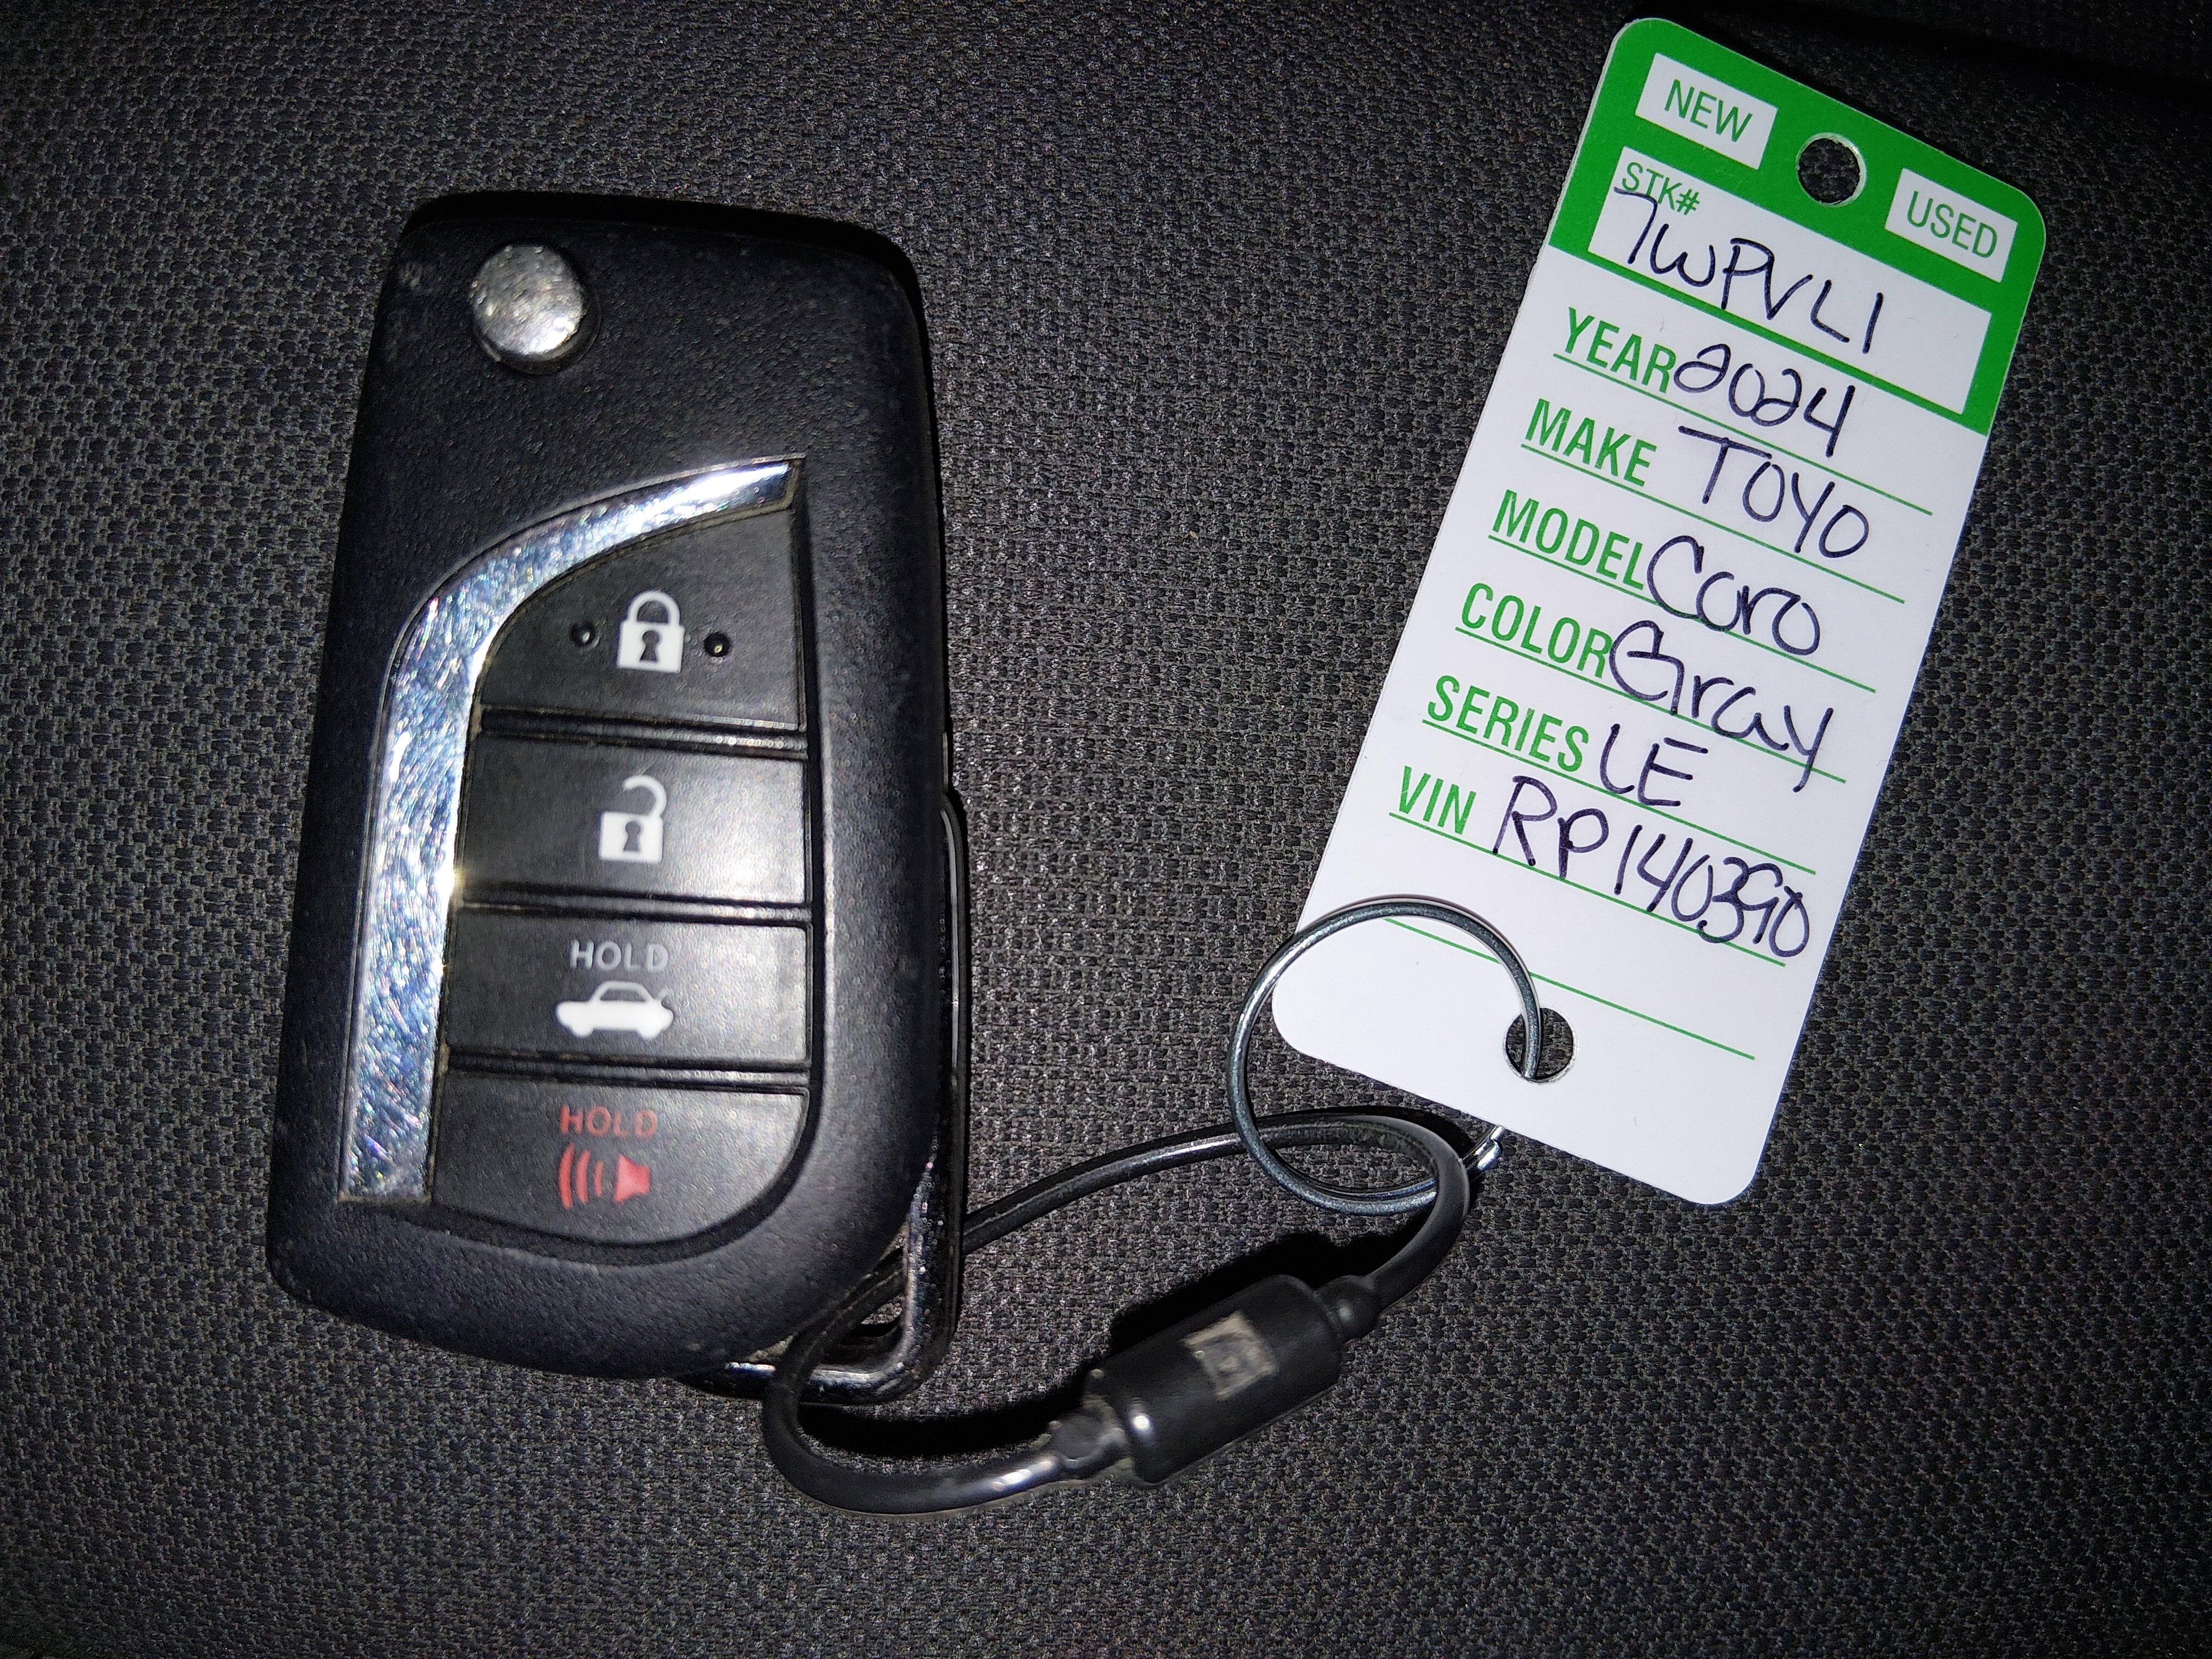 HOLD
HOLD
NEW
USED
STK#
7WPVL1
YEAR 2024
MAKE TOYO
MODEL Coro
COLOR Gray
SERIES LE
VIN RP140390